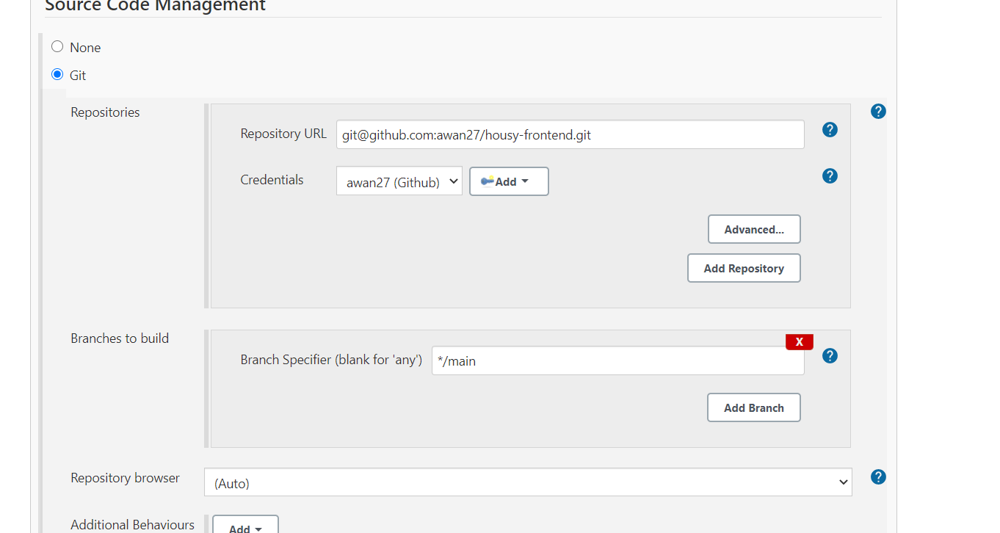 Source Code Management
None
Git
Repositories
?
Repository URL git@github.com:awan27/housy-frontend.git ?
Credentials awan27 (Github) Add ?
Advanced...
Add Repository
Branches to build
X
Branch Specifier (blank for 'any') */main ?
Add Branch
Repository browser (Auto) ?
Additional Behaviours Add